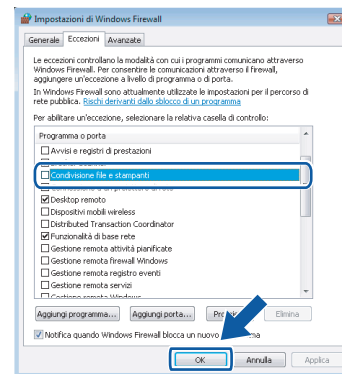 Impostazioni di Windows Firewall
Generale Eccezioni Avanzate
Le eccezioni controllano la modalità con cui i programmi comunicano attraverso
Windows Firewall. Per consentire le comunicazioni attraverso il firewall,
aggiungere un'eccezione a livello di programma o di porta.
In Windows Firewall sono attualmente utilizzate le impostazioni per il percorso di
rete pubblica. Rischi derivanti dallo sblocco di un programma
Per abilitare un'eccezione, selezionare la relativa casella di controllo:
Programma o porta
Avvisi e registri di prestazioni
Condivisione file e stampanti
Desktop remoto
Dispositivi mobili wireless
Distributed Transaction Coordinator
Funzionalità di base rete
Gestione remota attività pianificate
Gestione remota firewall Windows
Gestione remota registro eventi
Gestione remota servizi
Gestione remota Windows
Aggiungi programma... Aggiungi porta... Elimina
Notifica quando Windows Firewall blocca un nuovo
OK Annulla Applica